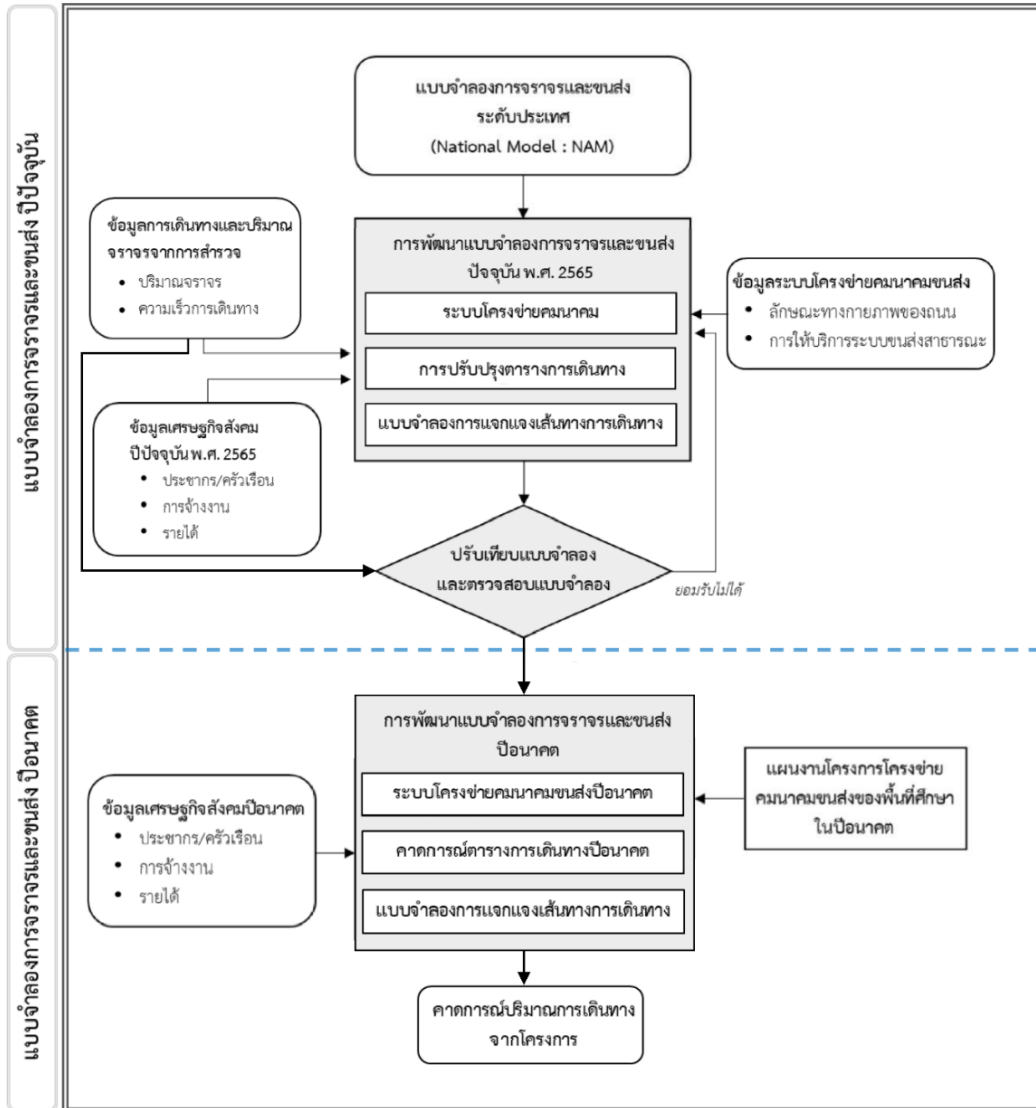 แบบจำลองการจราจรและขนส่ง ปีปัจจุบัน
แบบจำลองการจราจรและขนส่ง
ระดับประเทศ
(National Model : NAM)
ข้อมูลการเดินทางและปริมาณ
จราจรจากการสำรวจ
• ปริมาณจราจร
• ความเร็วการเดินทาง
การพัฒนาแบบจำลองการจราจรและขนส่ง
ปัจจุบัน พ.ศ. 2565
ระบบโครงข่ายคมนาคม
การปรับปรุงตารางการเดินทาง
แบบจำลองการแจกแจงเส้นทางการเดินทาง
ข้อมูลระบบโครงข่ายคมนาคมขนส่ง
• ลักษณะทางกายภาพของถนน
• การให้บริการระบบขนส่งสาธารณะ
ข้อมูลเศรษฐกิจสังคม
ปีปัจจุบัน พ.ศ. 2565
• ประชากร/ครัวเรือน
• การจ้างงาน
• รายได้
ปรับเทียบแบบจำลอง
และตรวจสอบแบบจำลอง
ยอมรับไม่ได้
แบบจำลองการจราจรและขนส่ง ปีอนาคต
การพัฒนาแบบจำลองการจราจรและขนส่ง
ปีอนาคต
ระบบโครงข่ายคมนาคมขนส่งปีอนาคต
คาดการณ์ตารางการเดินทางปีอนาคต
แบบจำลองการแจกแจงเส้นทางการเดินทาง
ข้อมูลเศรษฐกิจสังคมปีอนาคต
• ประชากร/ครัวเรือน
• การจ้างงาน
• รายได้
แผนงานโครงการโครงข่าย
คมนาคมขนส่งของพื้นที่ศึกษา
ในปีอนาคต
คาดการณ์ปริมาณการเดินทาง
จากโครงการ